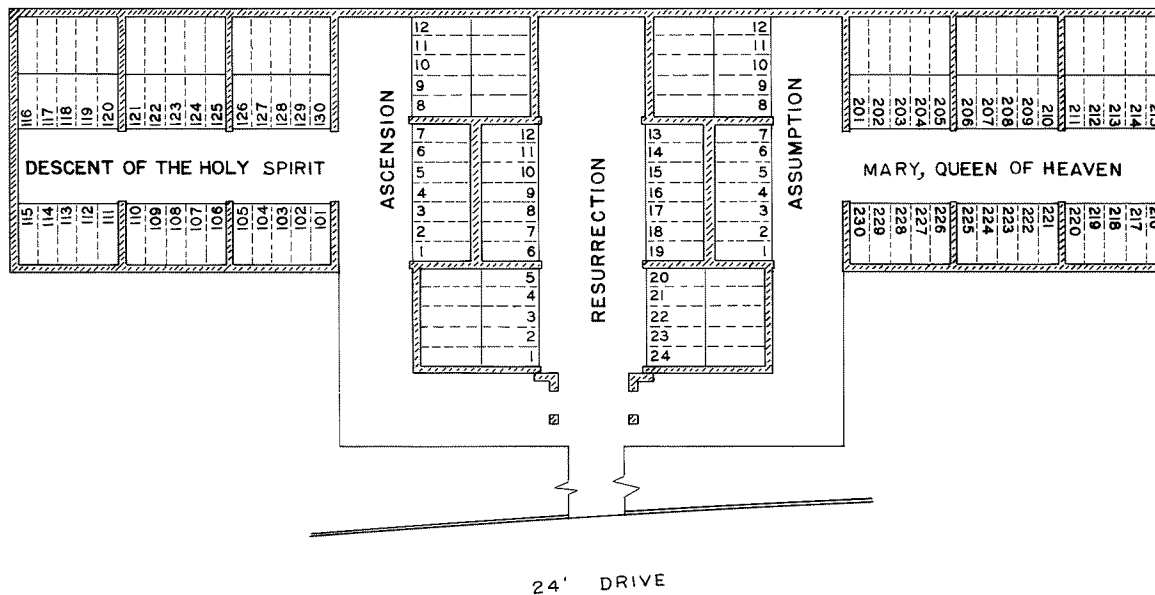 12 12
11 11
10 10
9 9
8 8
116 117 118 119 120 121 122 123 124 125 126 127 128 129 130
201 202 203 204 205 206 207 208 209 210 211 212 213 214 215
7 12 13 7
6 11 14 6
5 10 15 5
4 9 16 4
3 8 17 3
2 7 18 2
1 6 19 1
DESCENT OF THE HOLY SPIRIT
ASCENSION
RESURRECTION
ASSUMPTION
MARY, QUEEN OF HEAVEN
115 114 113 112 111 110 109 108 107 106 105 104 103 102 101
230 229 228 227 226 225 224 223 222 221 220 219 218 217 216
5 20
4 21
3 22
2 23
1 24
24' DRIVE